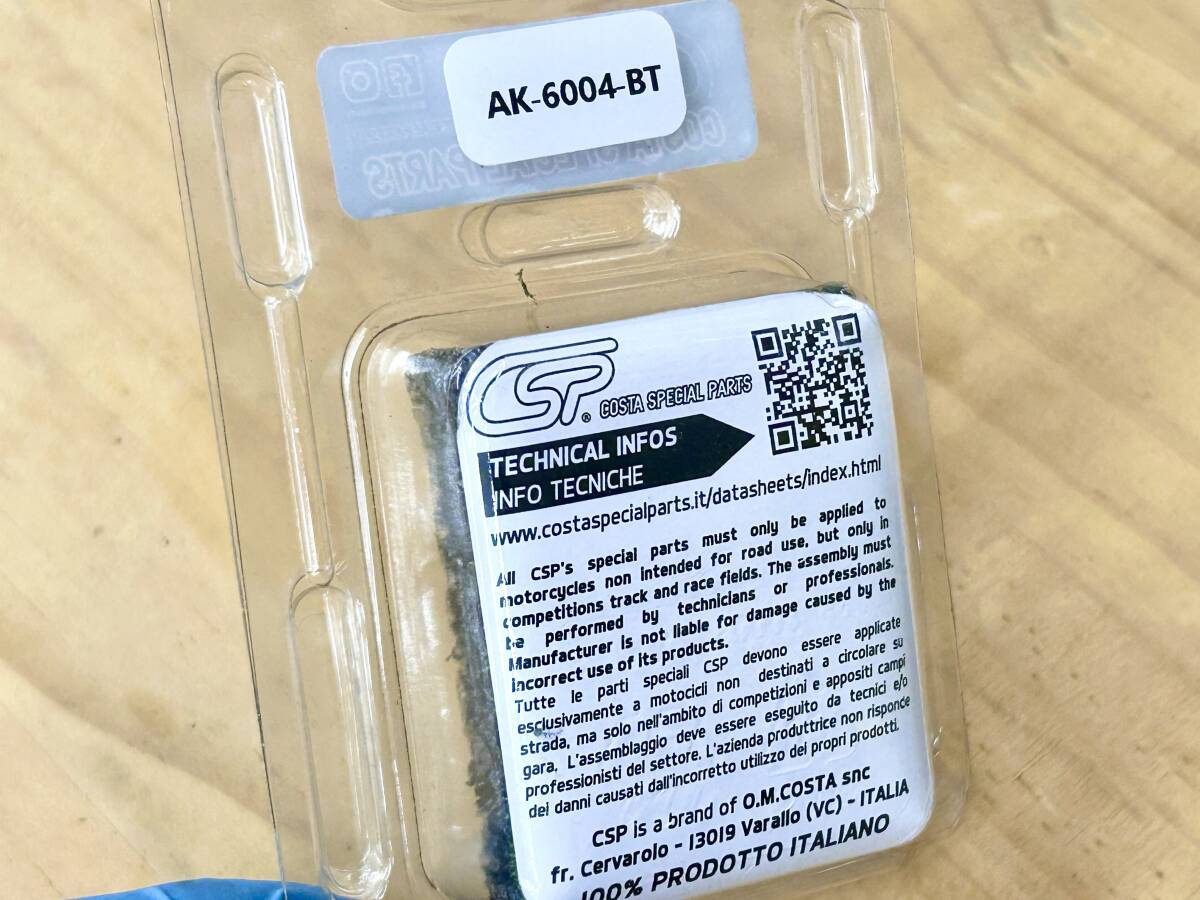 AK-6004-BT
COSTA SPECIAL PARTS
CSP® COSTA SPECIAL PARTS
TECHNICAL INFOS
INFO TECNICHE
www.costaspecialparts.it/datasheets/index.html
All CSP's special parts must only be applied to
motorcycles non intended for road use, but only in
competitions track and race fields. The assembly must
be performed by technicians or professionals.
Manufacturer is not liable for damage caused by the
incorrect use of its products.
Tutte le parti speciali CSP devono essere applicate
esclusivamente a motocicli non destinati a circolare su
strada, ma solo nell'ambito di competizioni e appositi campi
gara. L'assemblaggio deve essere eseguito da tecnici e/o
professionisti del settore. L'azienda produttrice non risponde
dei danni causati dall'incorretto utilizzo dei propri prodotti.
CSP is a brand of O.M.COSTA snc
fr. Cervarolo - 13019 Varallo (VC) - ITALIA
100% PRODOTTO ITALIANO